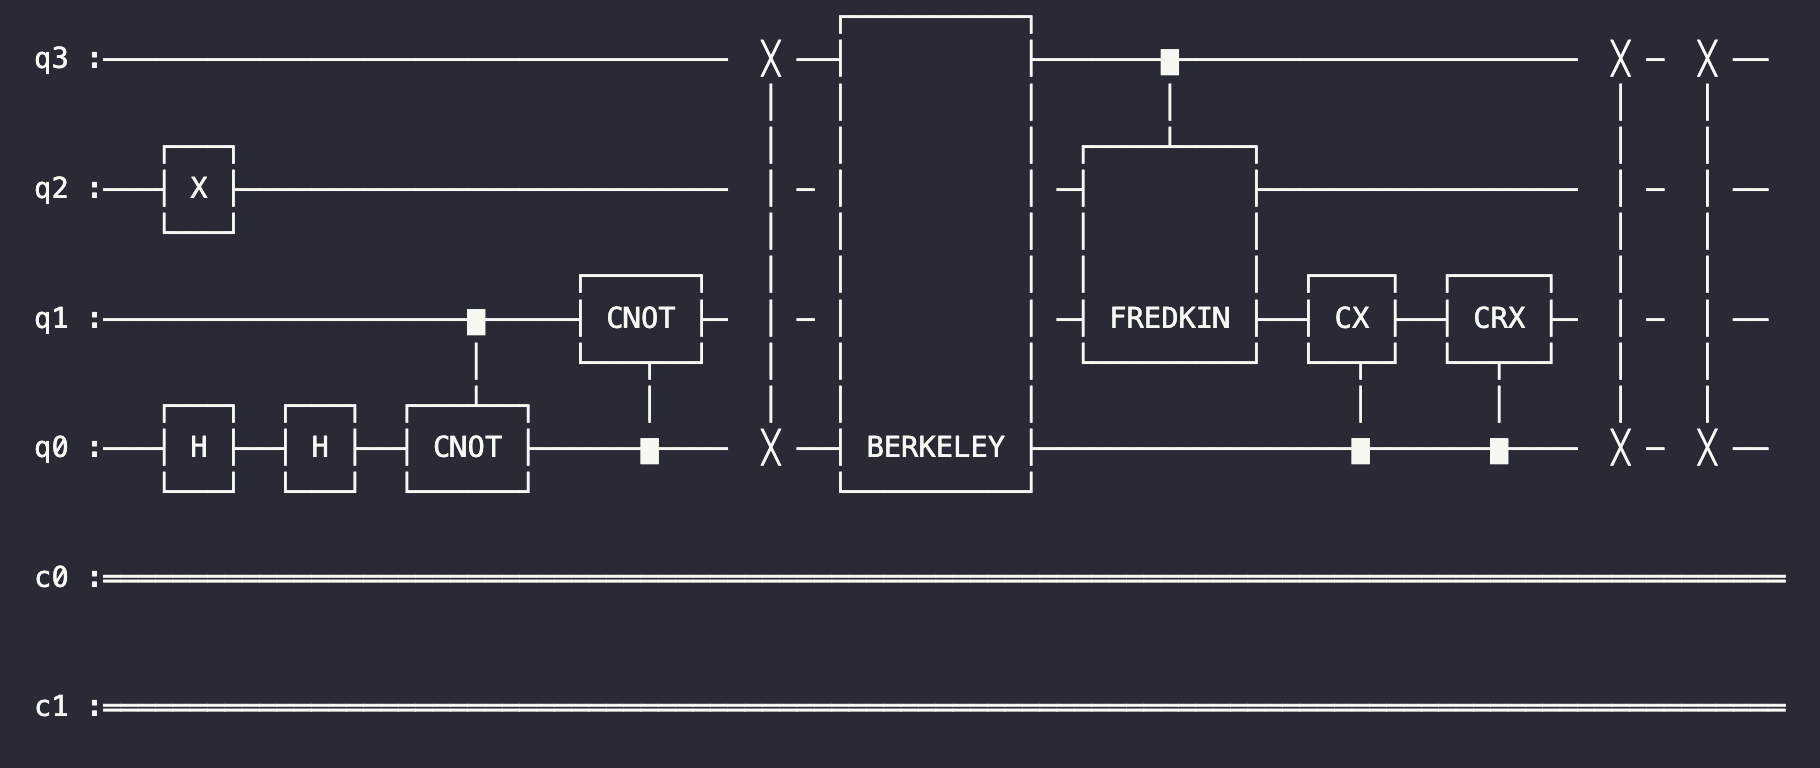 q3 :
q2 : X
q1 : CNOT FREDKIN CX CRX
q0 : H H CNOT BERKELEY
c0 :
c1 :